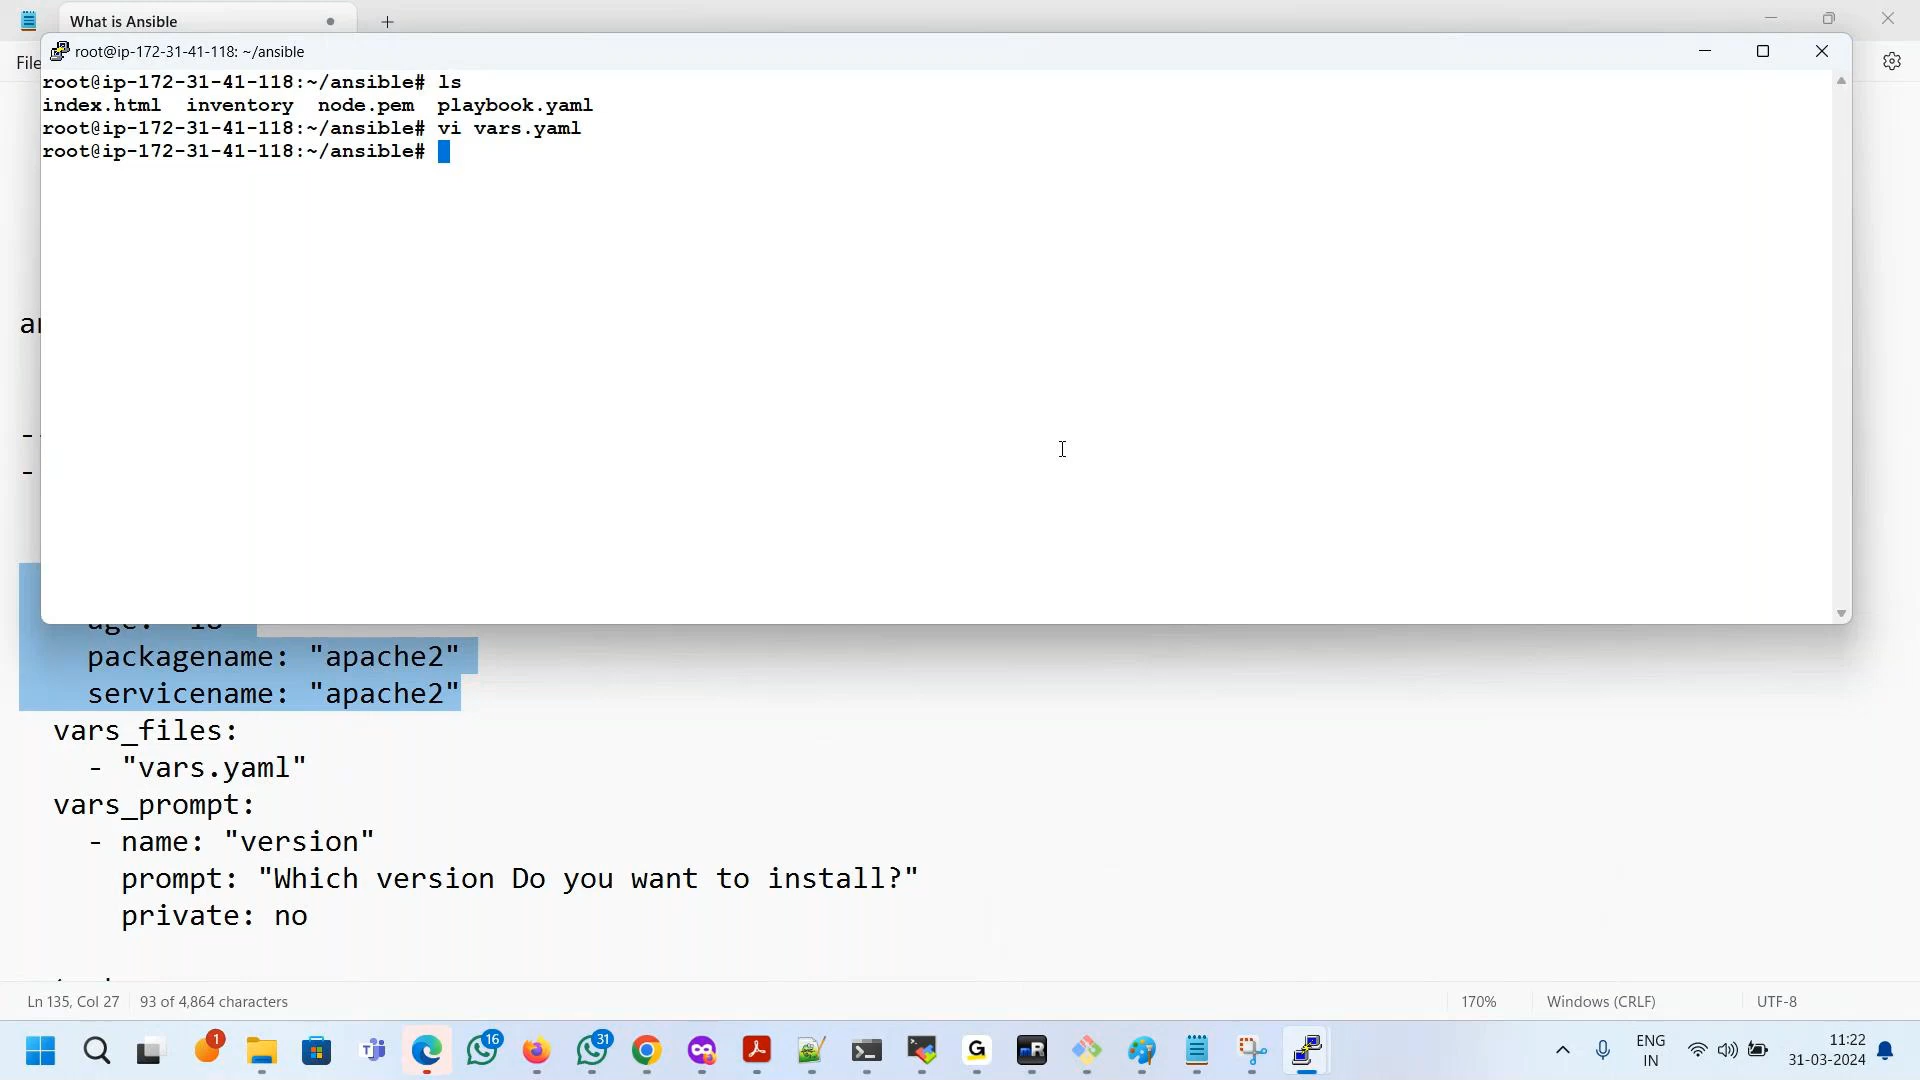 What is Ansible
File
root@ip-172-31-41-118: ~/ansible
root@ip-172-31-41-118:~/ansible# ls
index.html inventory node.pem playbook.yaml
root@ip-172-31-41-118:~/ansible# vi vars.yaml
root@ip-172-31-41-118:~/ansible#
packagename: "apache2"
servicename: "apache2"
vars_files:
- "vars.yaml"
vars_prompt:
- name: "version"
prompt: "Which version Do you want to install?"
private: no
Ln 135, Col 27
93 of 4,864 characters
170%
Windows (CRLF)
UTF-8
1
16
31
ENG
IN
11:22
31-03-2024